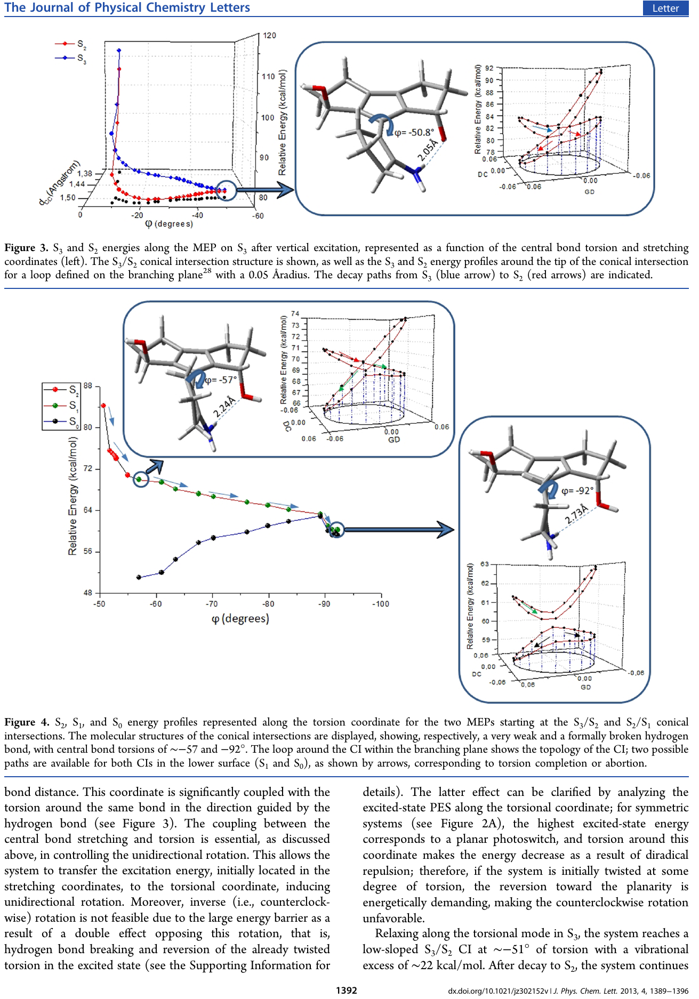 The Journal of Physical Chemistry Letters
Letter
S2
S3
120
110
100
90
80
Relative Energy (kcal/mol)
1,38
1,44
1,50
dCC(Angstrom)
0
-20
-40
-60
φ (degrees)
φ= -50.8°
2.05Å
92
90
88
86
84
82
80
78
Relative Energy (kcal/mol)
0.06
DC
0.00
-0.06
0.06
0.00
GD
-0.06
Figure 3. S3 and S2 energies along the MEP on S3 after vertical excitation, represented as a function of the central bond torsion and stretching
coordinates (left). The S3/S2 conical intersection structure is shown, as well as the S3 and S2 energy profiles around the tip of the conical intersection
for a loop defined on the branching plane28 with a 0.05 Åradius. The decay paths from S3 (blue arrow) to S2 (red arrows) are indicated.
φ= -57°
2.24Å
74
73
72
71
70
69
68
67
66
Relative Energy (kcal/mol)
-0.06
DC
0.00
0.06
-0.06
0.00
GD
0.06
S2
S1
S0
88
80
72
64
56
48
Relative Energy (kcal/mol)
-50
-60
-70
-80
-90
-100
φ (degrees)
φ= -92°
2.73Å
63
62
61
60
59
Relative Energy (kcal/mol)
0,06
0,00
DC
-0,06
0,06
0,00
GD
-0,06
Figure 4. S2, S1, and S0 energy profiles represented along the torsion coordinate for the two MEPs starting at the S3/S2 and S2/S1 conical
intersections. The molecular structures of the conical intersections are displayed, showing, respectively, a very weak and a formally broken hydrogen
bond, with central bond torsions of ∼−57 and −92°. The loop around the CI within the branching plane shows the topology of the CI; two possible
paths are available for both CIs in the lower surface (S1 and S0), as shown by arrows, corresponding to torsion completion or abortion.
bond distance. This coordinate is significantly coupled with the
torsion around the same bond in the direction guided by the
hydrogen bond (see Figure 3). The coupling between the
central bond stretching and torsion is essential, as discussed
above, in controlling the unidirectional rotation. This allows the
system to transfer the excitation energy, initially located in the
stretching coordinates, to the torsional coordinate, inducing
unidirectional rotation. Moreover, inverse (i.e., counterclock-
wise) rotation is not feasible due to the large energy barrier as a
result of a double effect opposing this rotation, that is,
hydrogen bond breaking and reversion of the already twisted
torsion in the excited state (see the Supporting Information for
details). The latter effect can be clarified by analyzing the
excited-state PES along the torsional coordinate; for symmetric
systems (see Figure 2A), the highest excited-state energy
corresponds to a planar photoswitch, and torsion around this
coordinate makes the energy decrease as a result of diradical
repulsion; therefore, if the system is initially twisted at some
degree of torsion, the reversion toward the planarity is
energetically demanding, making the counterclockwise rotation
unfavorable.
Relaxing along the torsional mode in S3, the system reaches a
low-sloped S3/S2 CI at ∼−51° of torsion with a vibrational
excess of ∼22 kcal/mol. After decay to S2, the system continues
1392
dx.doi.org/10.1021/jz302152v | J. Phys. Chem. Lett. 2013, 4, 1389−1396